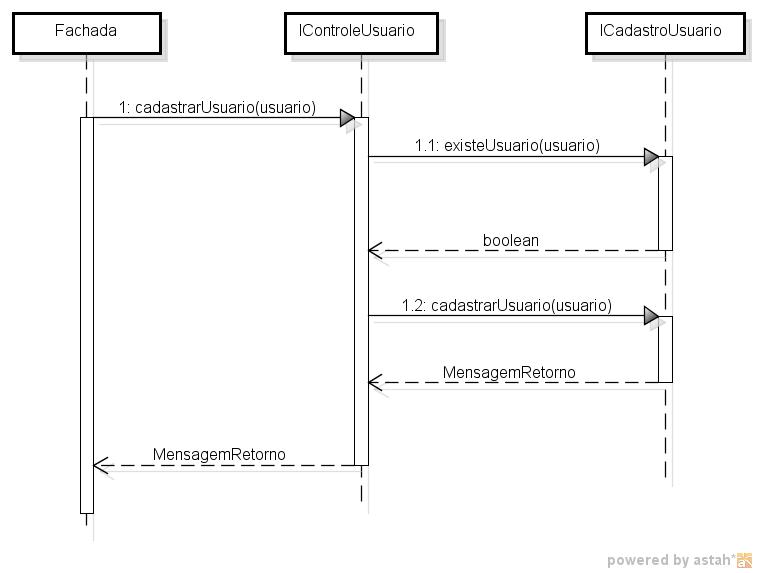 Fachada
IControleUsuario
ICadastroUsuario
1: cadastrarUsuario(usuario)
1.1: existeUsuario(usuario)
boolean
1.2: cadastrarUsuario(usuario)
MensagemRetorno
MensagemRetorno
powered by astah*